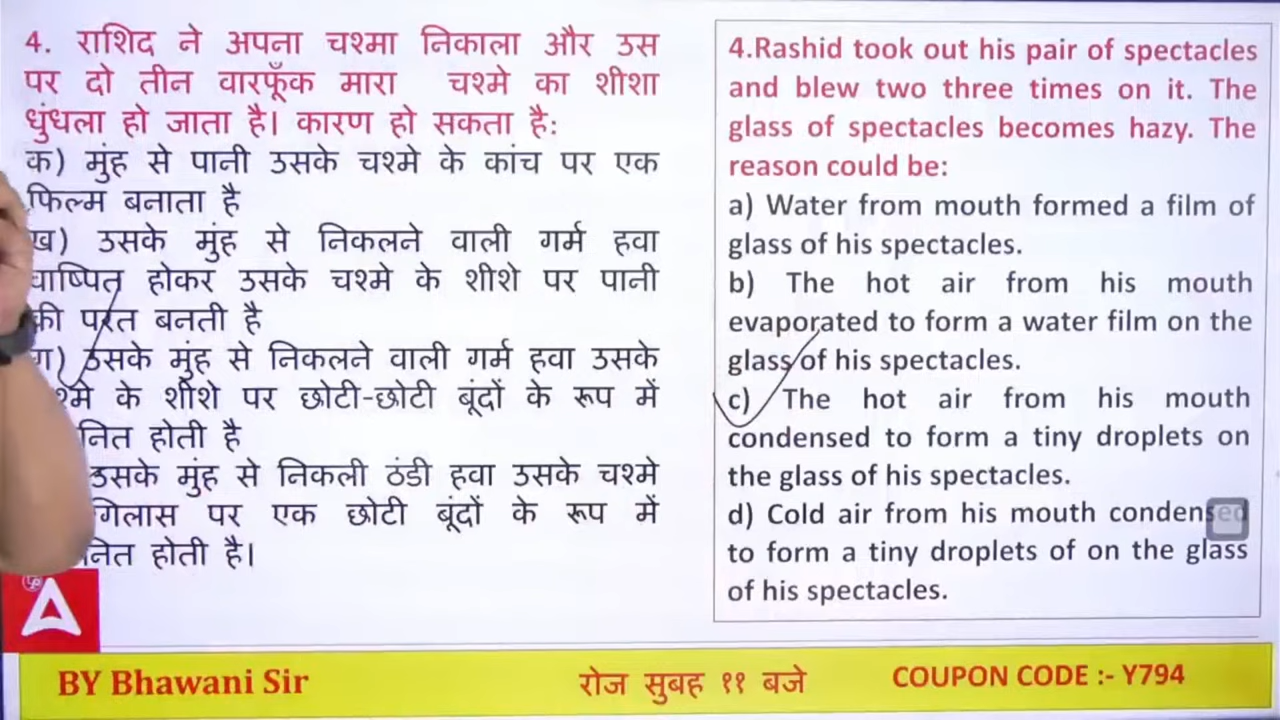 4. राशिद ने अपना चश्मा निकाला और उस
पर दो तीन वारफूँक मारा चश्मे का शीशा
धुंधला हो जाता है। कारण हो सकता है:
क) मुंह से पानी उसके चश्मे के कांच पर एक
फिल्म बनाता है
ख) उसके मुंह से निकलने वाली गर्म हवा
वाष्पित होकर उसके चश्मे के शीशे पर पानी
की परत बनती है
ग) उसके मुंह से निकलने वाली गर्म हवा उसके
के शीशे पर छोटी-छोटी बूंदों के रूप में
होती है
उसके मुंह से निकली ठंडी हवा उसके चश्मे
गिलास पर एक छोटी बूंदों के रूप में
होती है।
4.Rashid took out his pair of spectacles
and blew two three times on it. The
glass of spectacles becomes hazy. The
reason could be:
a) Water from mouth formed a film of
glass of his spectacles.
b) The hot air from his mouth
evaporated to form a water film on the
glass of his spectacles.
c) The hot air from his mouth
condensed to form a tiny droplets on
the glass of his spectacles.
d) Cold air from his mouth condensed
to form a tiny droplets of on the glass
of his spectacles.
BY Bhawani Sir
रोज सुबह ११ बजे
COUPON CODE :- Y794